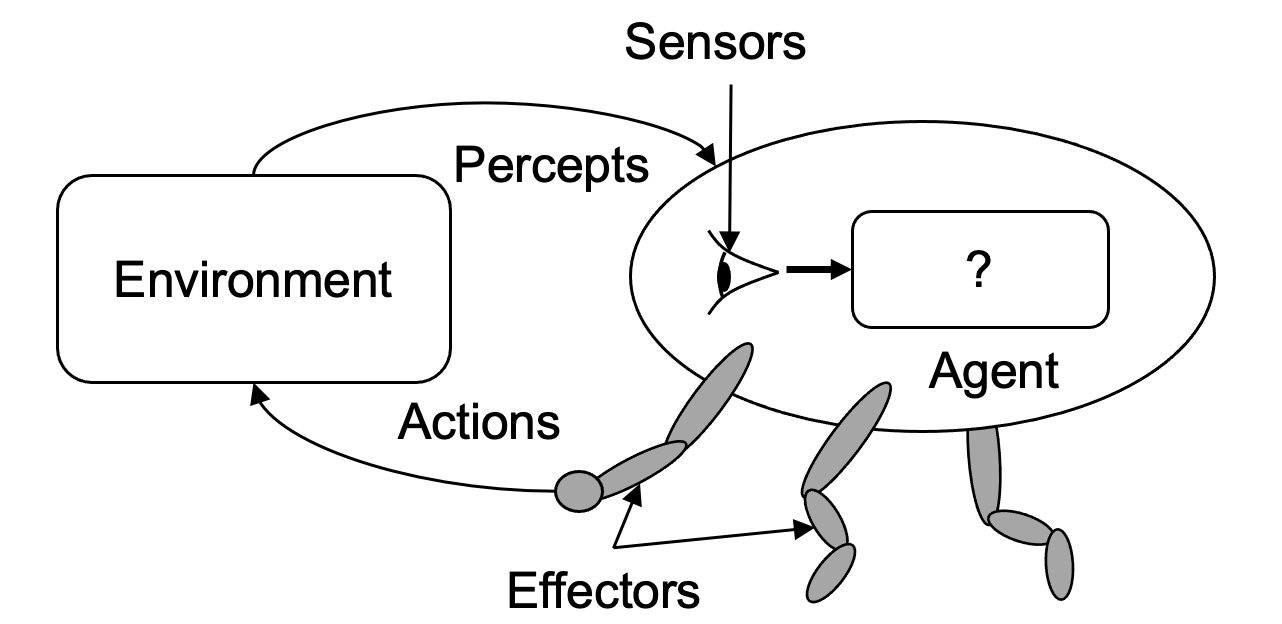 Sensors
Percepts
Environment
?
Agent
Actions
Effectors